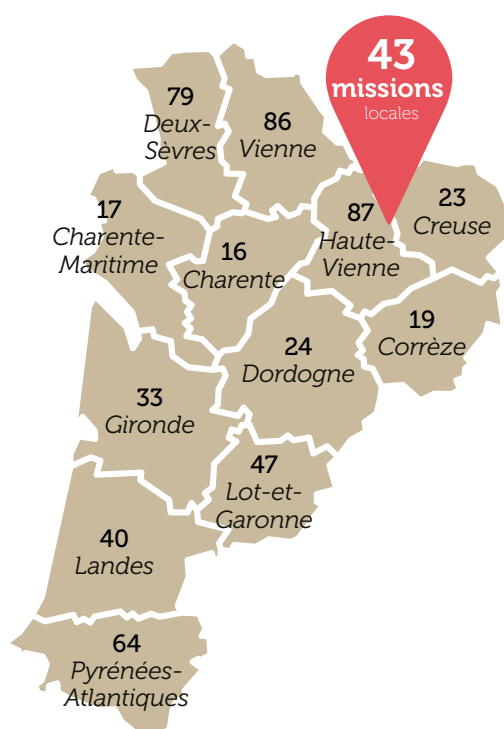 43
missions
locales
79
Deux-
Sèvres
86
Vienne
23
Creuse
17
Charente-
Maritime
87
Haute-
Vienne
16
Charente
19
Corrèze
24
Dordogne
33
Gironde
47
Lot-et-
Garonne
40
Landes
64
Pyrénées-
Atlantiques